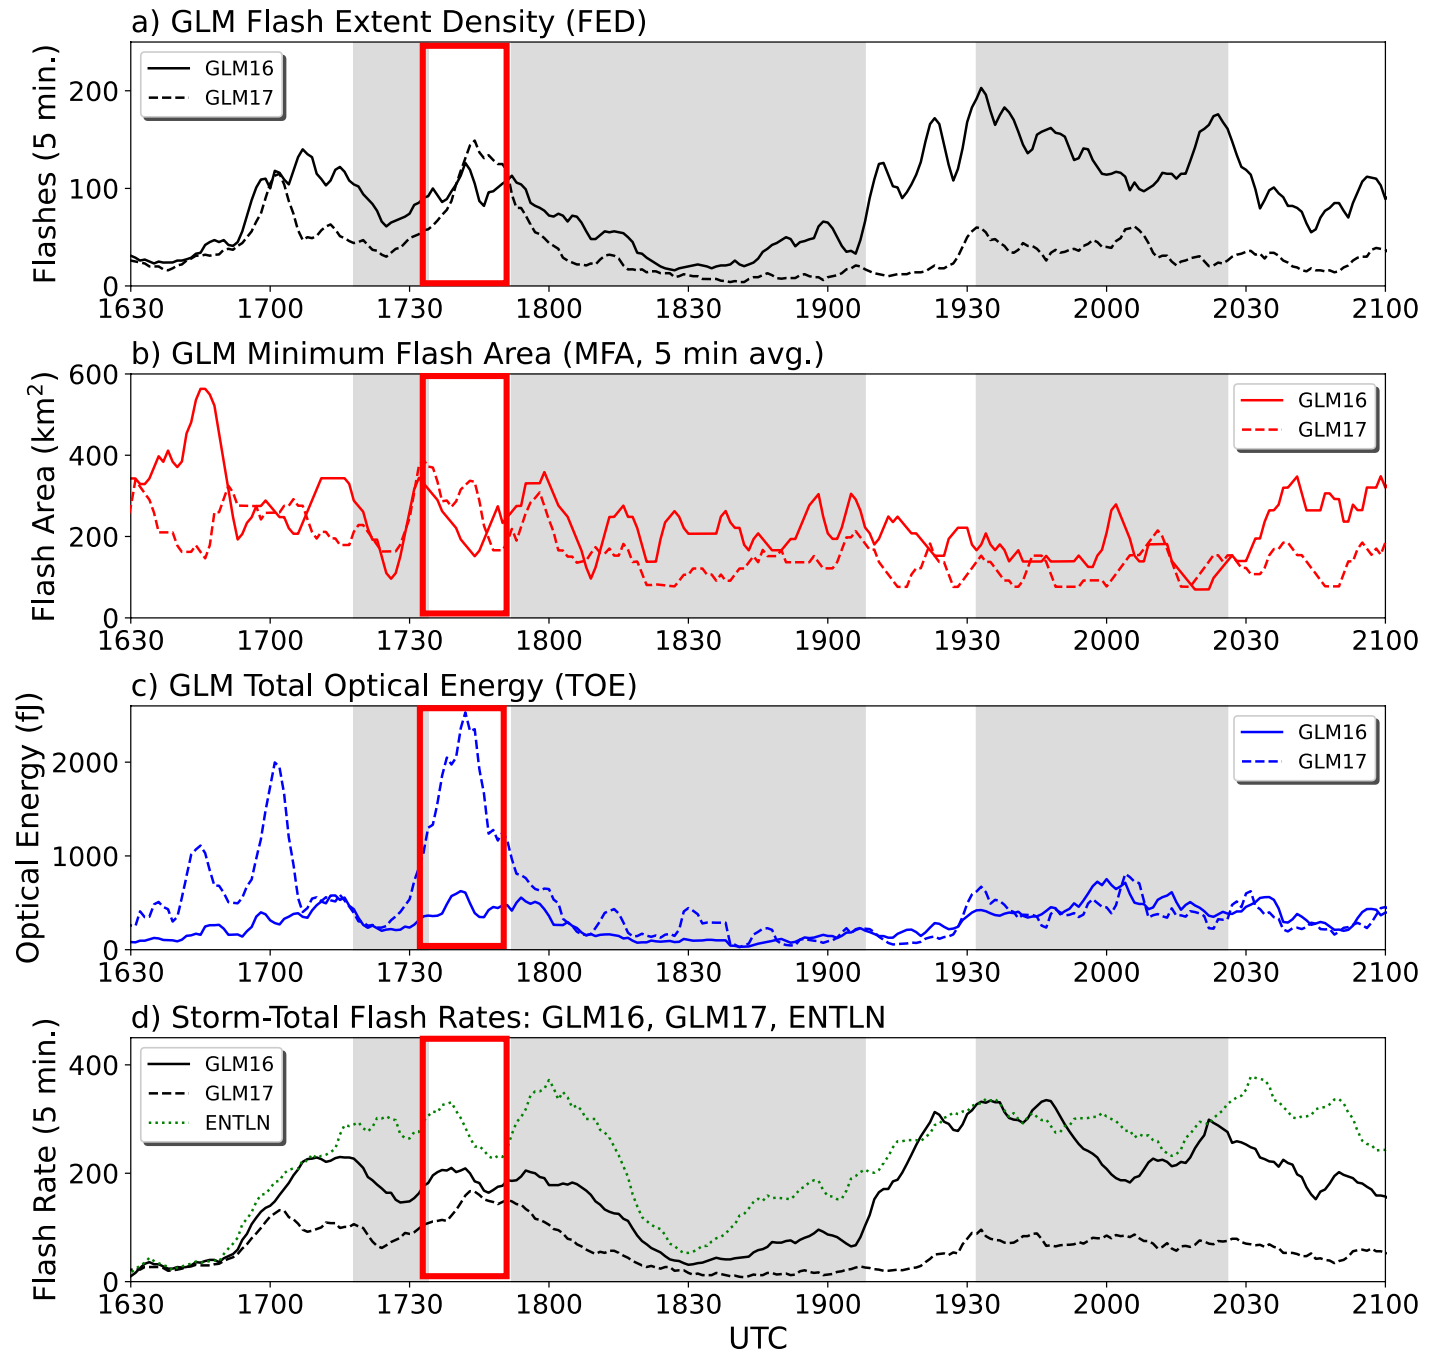 a) GLM Flash Extent Density (FED)
Flashes (5 min.)
200
100
0
GLM16
GLM17
1630 1700 1730 1800 1830 1900 1930 2000 2030 2100
b) GLM Minimum Flash Area (MFA, 5 min avg.)
Flash Area (km²)
600
400
200
0
GLM16
GLM17
1630 1700 1730 1800 1830 1900 1930 2000 2030 2100
c) GLM Total Optical Energy (TOE)
Optical Energy (fJ)
2000
1000
0
GLM16
GLM17
1630 1700 1730 1800 1830 1900 1930 2000 2030 2100
d) Storm-Total Flash Rates: GLM16, GLM17, ENTLN
Flash Rate (5 min.)
400
200
0
GLM16
GLM17
ENTLN
1630 1700 1730 1800 1830 1900 1930 2000 2030 2100
UTC